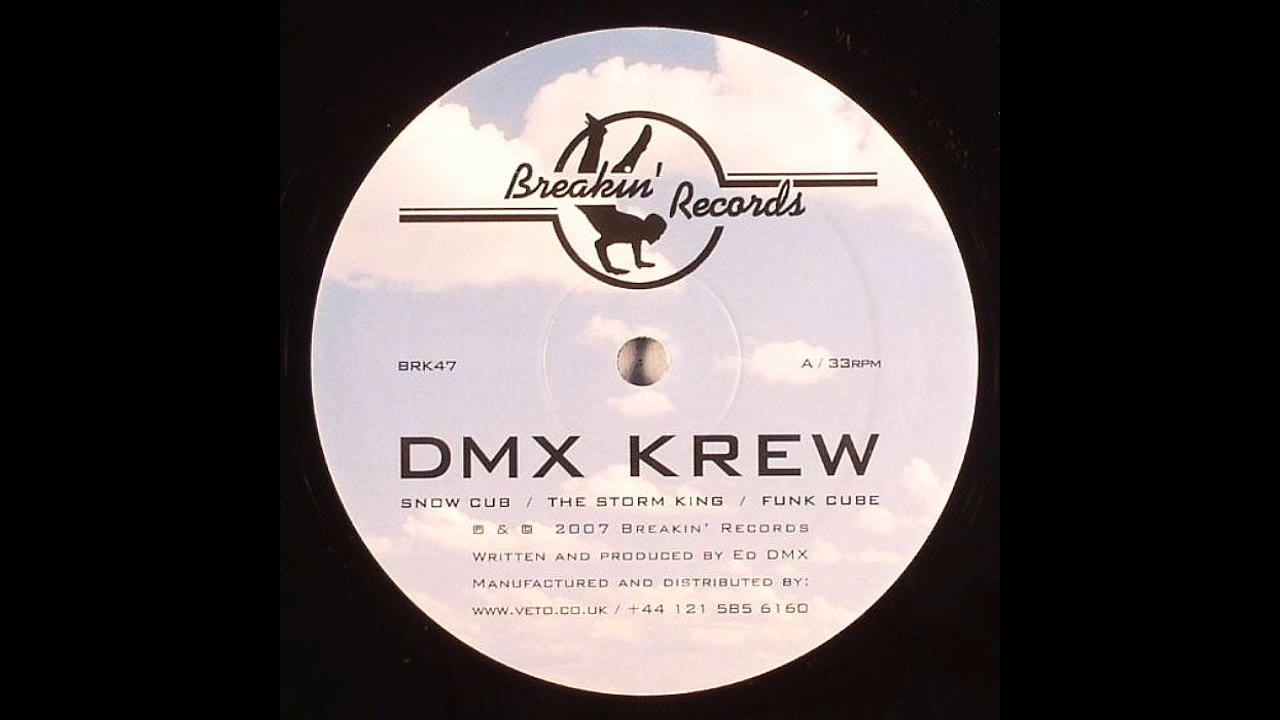 Breakin' Records
BRK47 A / 33RPM
DMX KREW
SNOW CUB / THE STORM KING / FUNK CUBE
℗ & © 2007 BREAKIN' RECORDS
WRITTEN AND PRODUCED BY ED DMX
MANUFACTURED AND DISTRIBUTED BY:
WWW.VETO.CO.UK / +44 121 585 6160